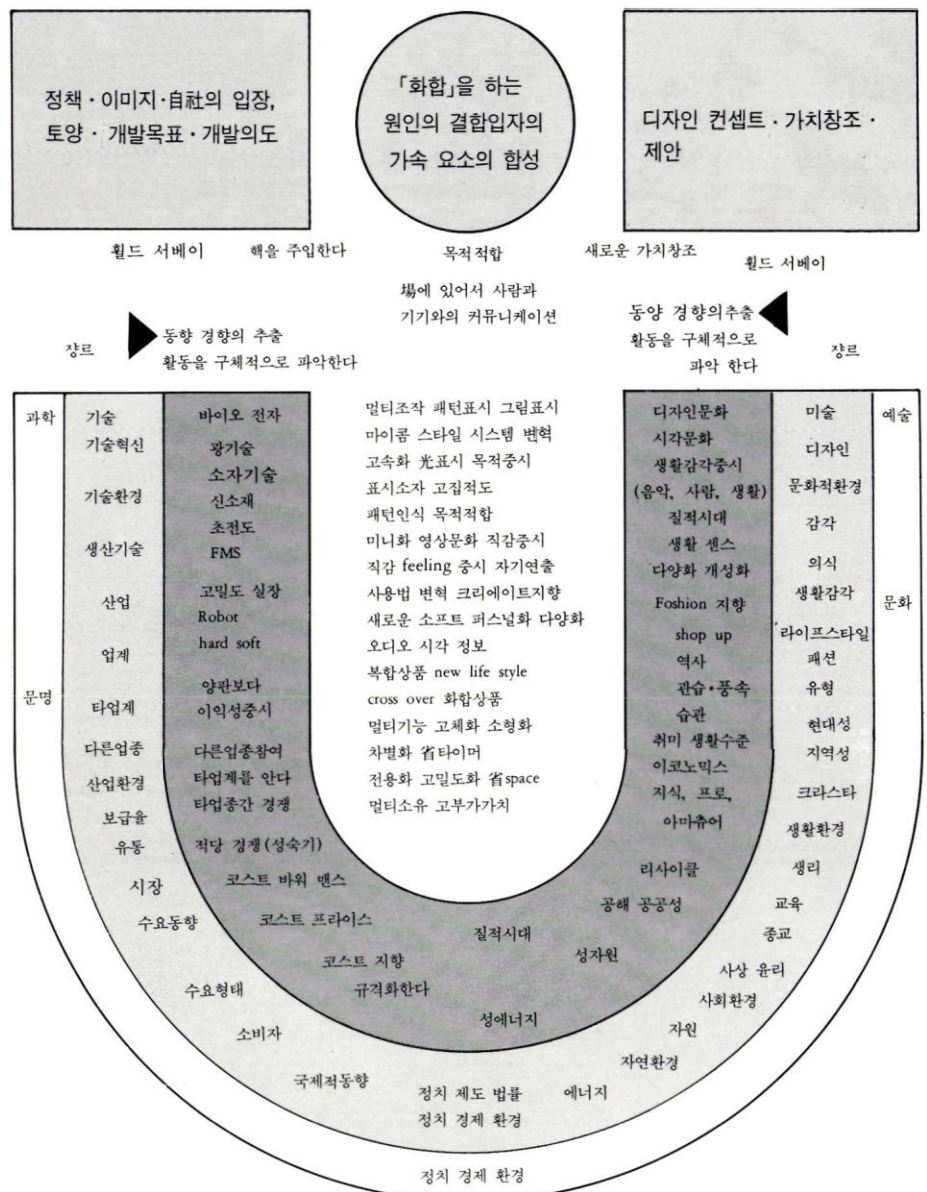 정책·이미지·自社의 입장,
토양· 개발목표·개발의도
「화합」을 하는
원인의 결합입자의
가속 요소의 합성
디자인 컨셉트·가치창조·
제안
휠드 서베이
핵을 주입한다
목적적합
새로운 가치창조
휠드 서베이
場에 있어서 사람과
기기와의 커뮤니케이션
쟝르
동향 경향의 추출
활동을 구체적으로 파악한다
동양 경향의추출
활동을 구체적으로
파악 한다
쟝르
과학
문명
기술
기술혁신
기술환경
생산기술
산업
업계
타업계
다른업종
산업환경
보급율
유통
시장
수요동향
수요형태
소비자
국제적동향
정치 제도 법률
정치 경제 환경
바이오 전자
광기술
소자기술
신소재
초전도
FMS
고밀도 실장
Robot
hard soft
양판보다
이익성중시
다른업종참여
타업계를 안다
타업종간 경쟁
적당 경쟁(성숙기)
코스트 바워 맨스
코스트 프라이스
코스트 지향
규격화한다
질적시대
성에너지
멀티조작 패턴표시 그림표시
마이콤 스타일 시스템 변혁
고속화 光표시 목적중시
표시소자 고집적도
패턴인식 목적적합
미니화 영상문화 직감중시
직감 feeling 중시 자기연출
사용법 변혁 크리에이트지향
새로운 소프트 퍼스널화 다양화
오디오 시각 정보
복합상품 new life style
cross over 화합상품
멀티기능 고체화 소형화
차별화 省타이머
전용화 고밀도화 省space
멀티소유 고부가가치
디자인문화
시각문화
생활감각중시
(음악, 사람, 생활)
질적시대
생활 센스
다양화 개성화
Foshion 지향
shop up
역사
관습·풍속
습관
취미 생활수준
이코노믹스
지식, 프로,
아마츄어
리사이클
공해 공공성
성자원
미술
디자인
문화적환경
감각
의식
생활감각
라이프스타일
패션
유형
현대성
지역성
크라스타
생활환경
생리
교육
종교
사상 윤리
사회환경
자원
자연환경
에너지
예술
문화
정치 경제 환경